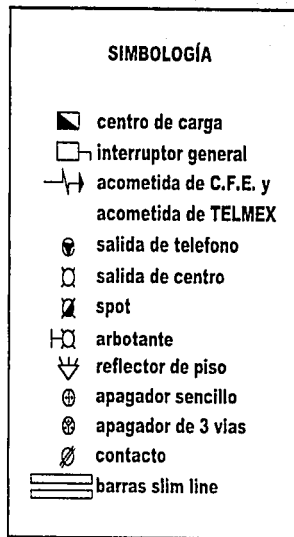 SIMBOLOGÍA
centro de carga
interruptor general
acometida de C.F.E. y
acometida de TELMEX
salida de telefono
salida de centro
spot
arbotante
reflector de piso
apagador sencillo
apagador de 3 vias
contacto
barras slim line